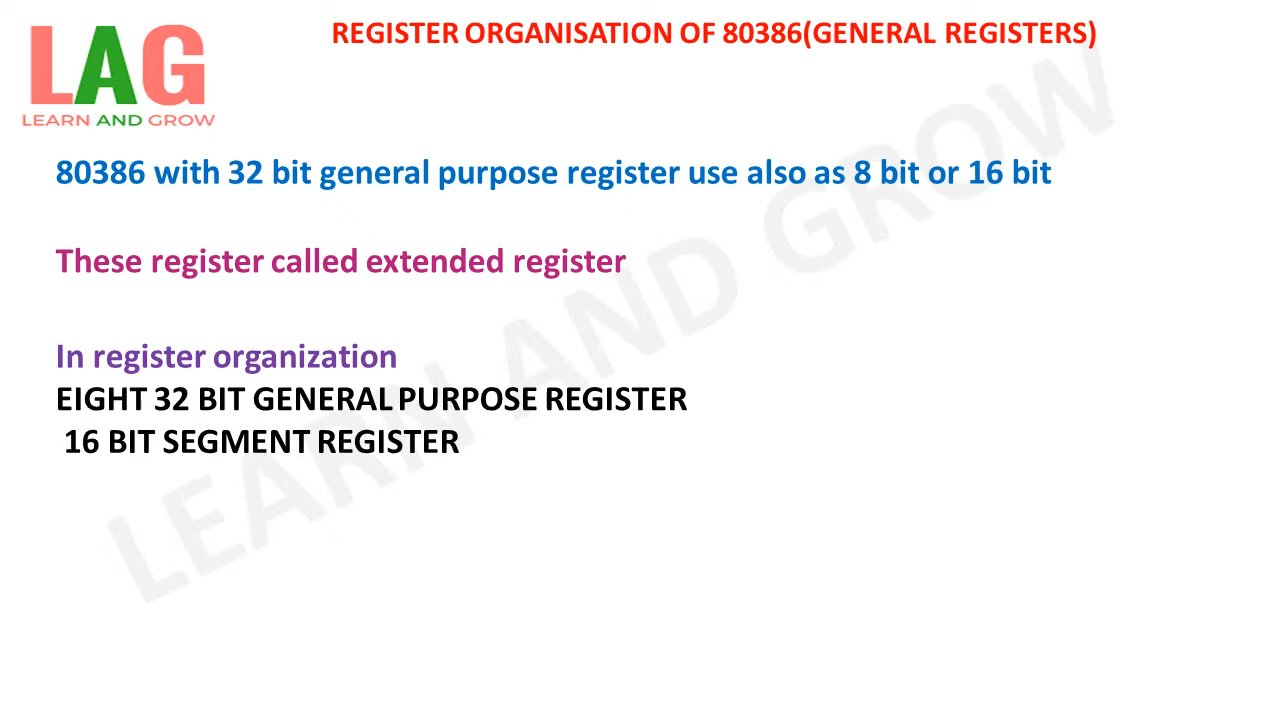 LAG
LEARN AND GROW
REGISTER ORGANISATION OF 80386(GENERAL REGISTERS)
80386 with 32 bit general purpose register use also as 8 bit or 16 bit
These register called extended register
In register organization
EIGHT 32 BIT GENERAL PURPOSE REGISTER
16 BIT SEGMENT REGISTER
LEARN AND GROW